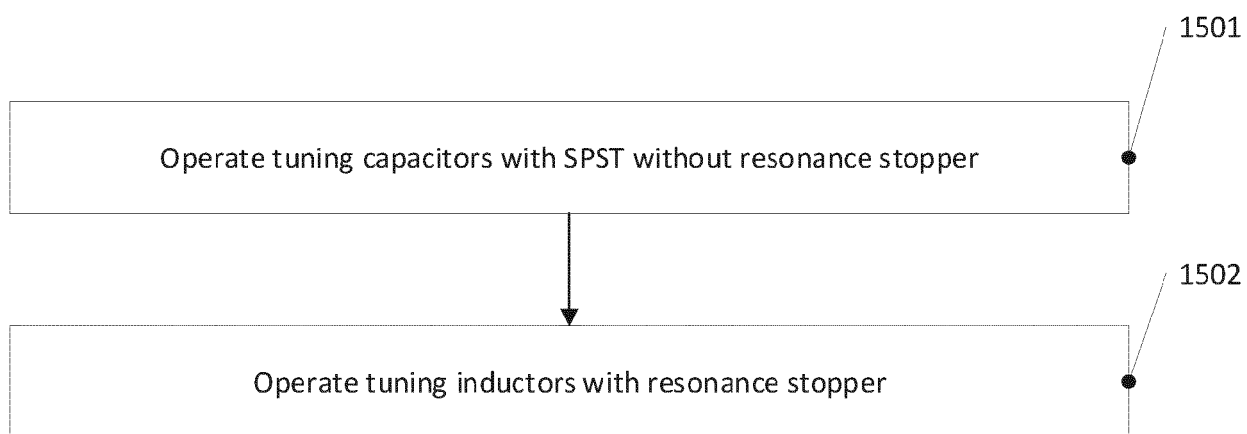 1501
Operate tuning capacitors with SPST without resonance stopper
1502
Operate tuning inductors with resonance stopper